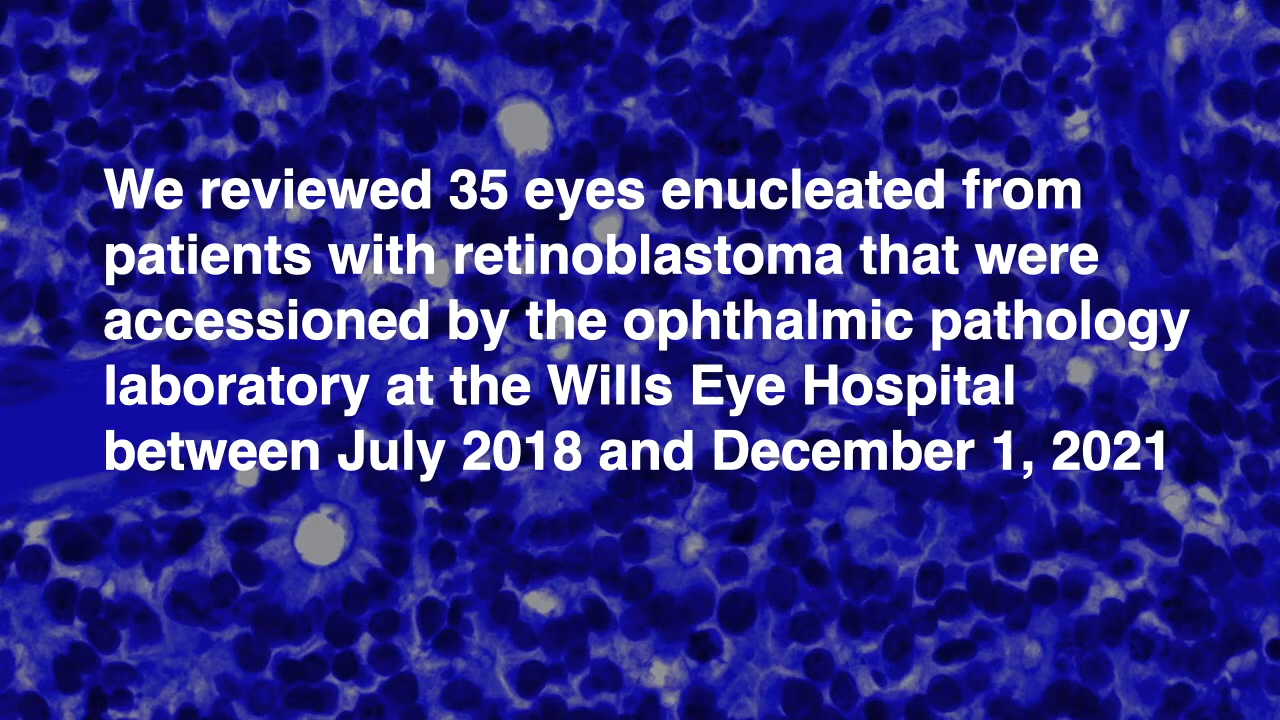 We reviewed 35 eyes enucleated from
patients with retinoblastoma that were
accessioned by the ophthalmic pathology
laboratory at the Wills Eye Hospital
between July 2018 and December 1, 2021